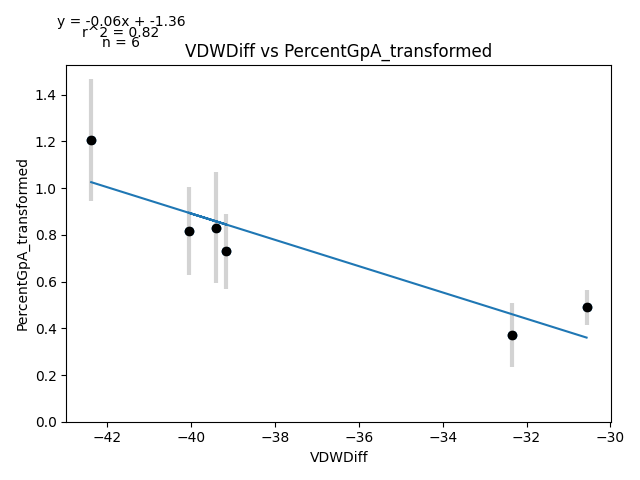 y = -0.06x + -1.36
r^2 = 0.82
n = 6
VDWDiff vs PercentGpA_transformed
PercentGpA_transformed
1.4
1.2
1.0
0.8
0.6
0.4
0.2
0.0
−42
−40
−38
−36
−34
−32
−30
VDWDiff